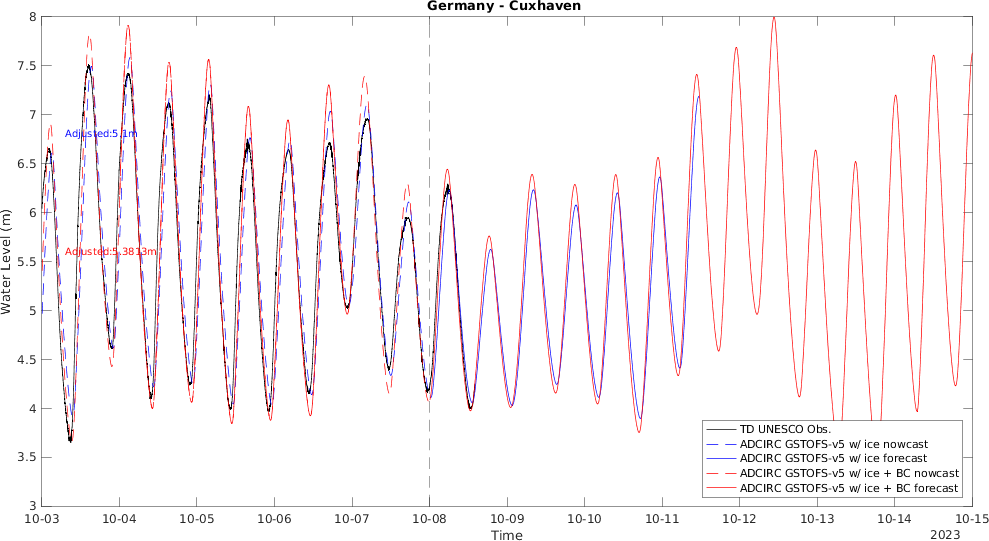 Germany - Cuxhaven
8
7.5
7
6.5
6
5.5
5
4.5
4
3.5
3
Water Level (m)
Adjusted:5.1m
Adjusted:5.3813m
TD UNESCO Obs.
ADCIRC GSTOFS-v5 w/ ice nowcast
ADCIRC GSTOFS-v5 w/ ice forecast
ADCIRC GSTOFS-v5 w/ ice + BC nowcast
ADCIRC GSTOFS-v5 w/ ice + BC forecast
10-03 10-04 10-05 10-06 10-07 10-08 10-09 10-10 10-11 10-12 10-13 10-14 10-15
Time
2023